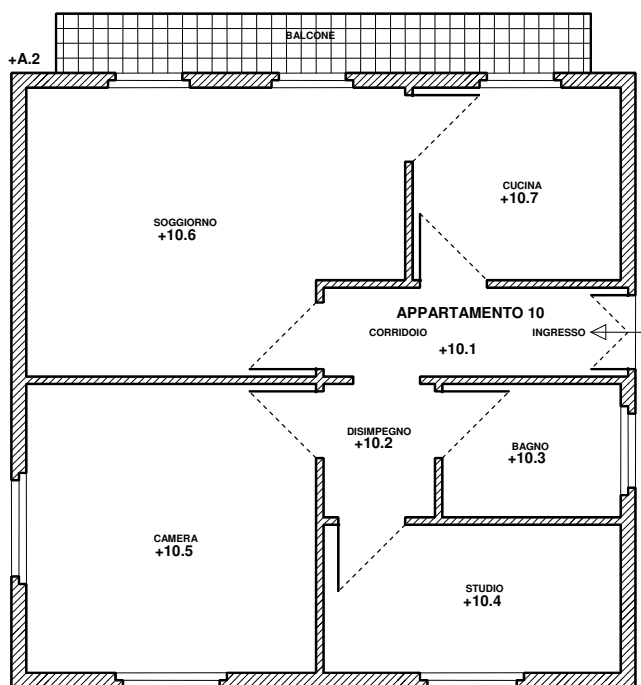 BALCONE
+A.2
CUCINA
+10.7
SOGGIORNO
+10.6
APPARTAMENTO 10
CORRIDOIO
INGRESSO
+10.1
DISIMPEGNO
+10.2
BAGNO
+10.3
CAMERA
+10.5
STUDIO
+10.4